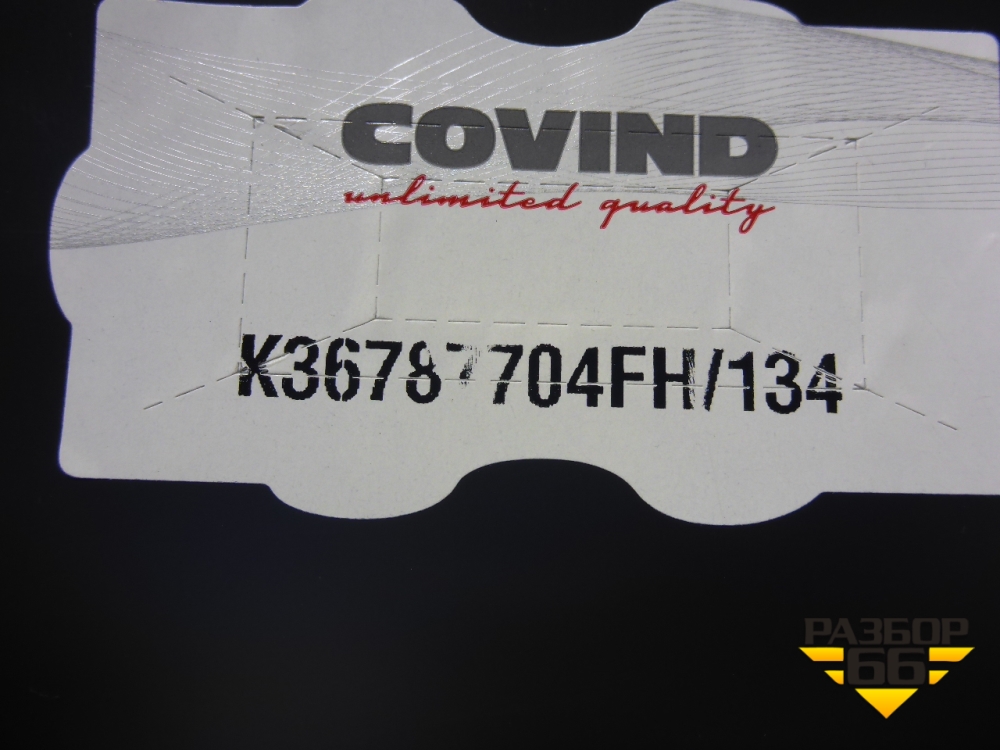 COVIND
unlimited quality
K36787704FH/134
РАЗБОР
66